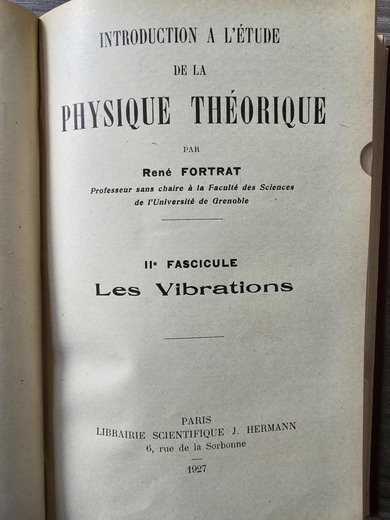 INTRODUCTION A L'ÉTUDE
DE LA
PHYSIQUE THÉORIQUE
PAR
René FORTRAT
Professeur sans chaire à la Faculté des Sciences
de l'Université de Grenoble
IIe FASCICULE
Les Vibrations
PARIS
LIBRAIRIE SCIENTIFIQUE J. HERMANN
6, rue de la Sorbonne
1927